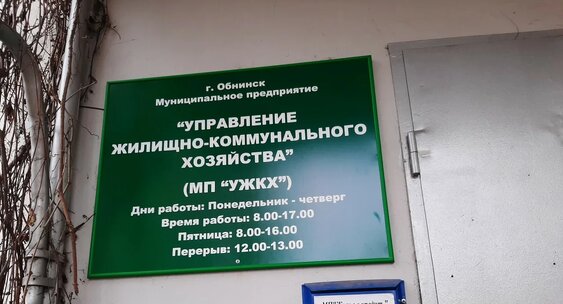 г. Обнинск
Муниципальное предприятие
"УПРАВЛЕНИЕ
ЖИЛИЩНО-КОММУНАЛЬНОГО
ХОЗЯЙСТВА"
(МП "УЖКХ")
Дни работы: Понедельник - четверг
Время работы: 8.00-17.00
Пятница: 8.00-16.00
Перерыв: 12.00-13.00